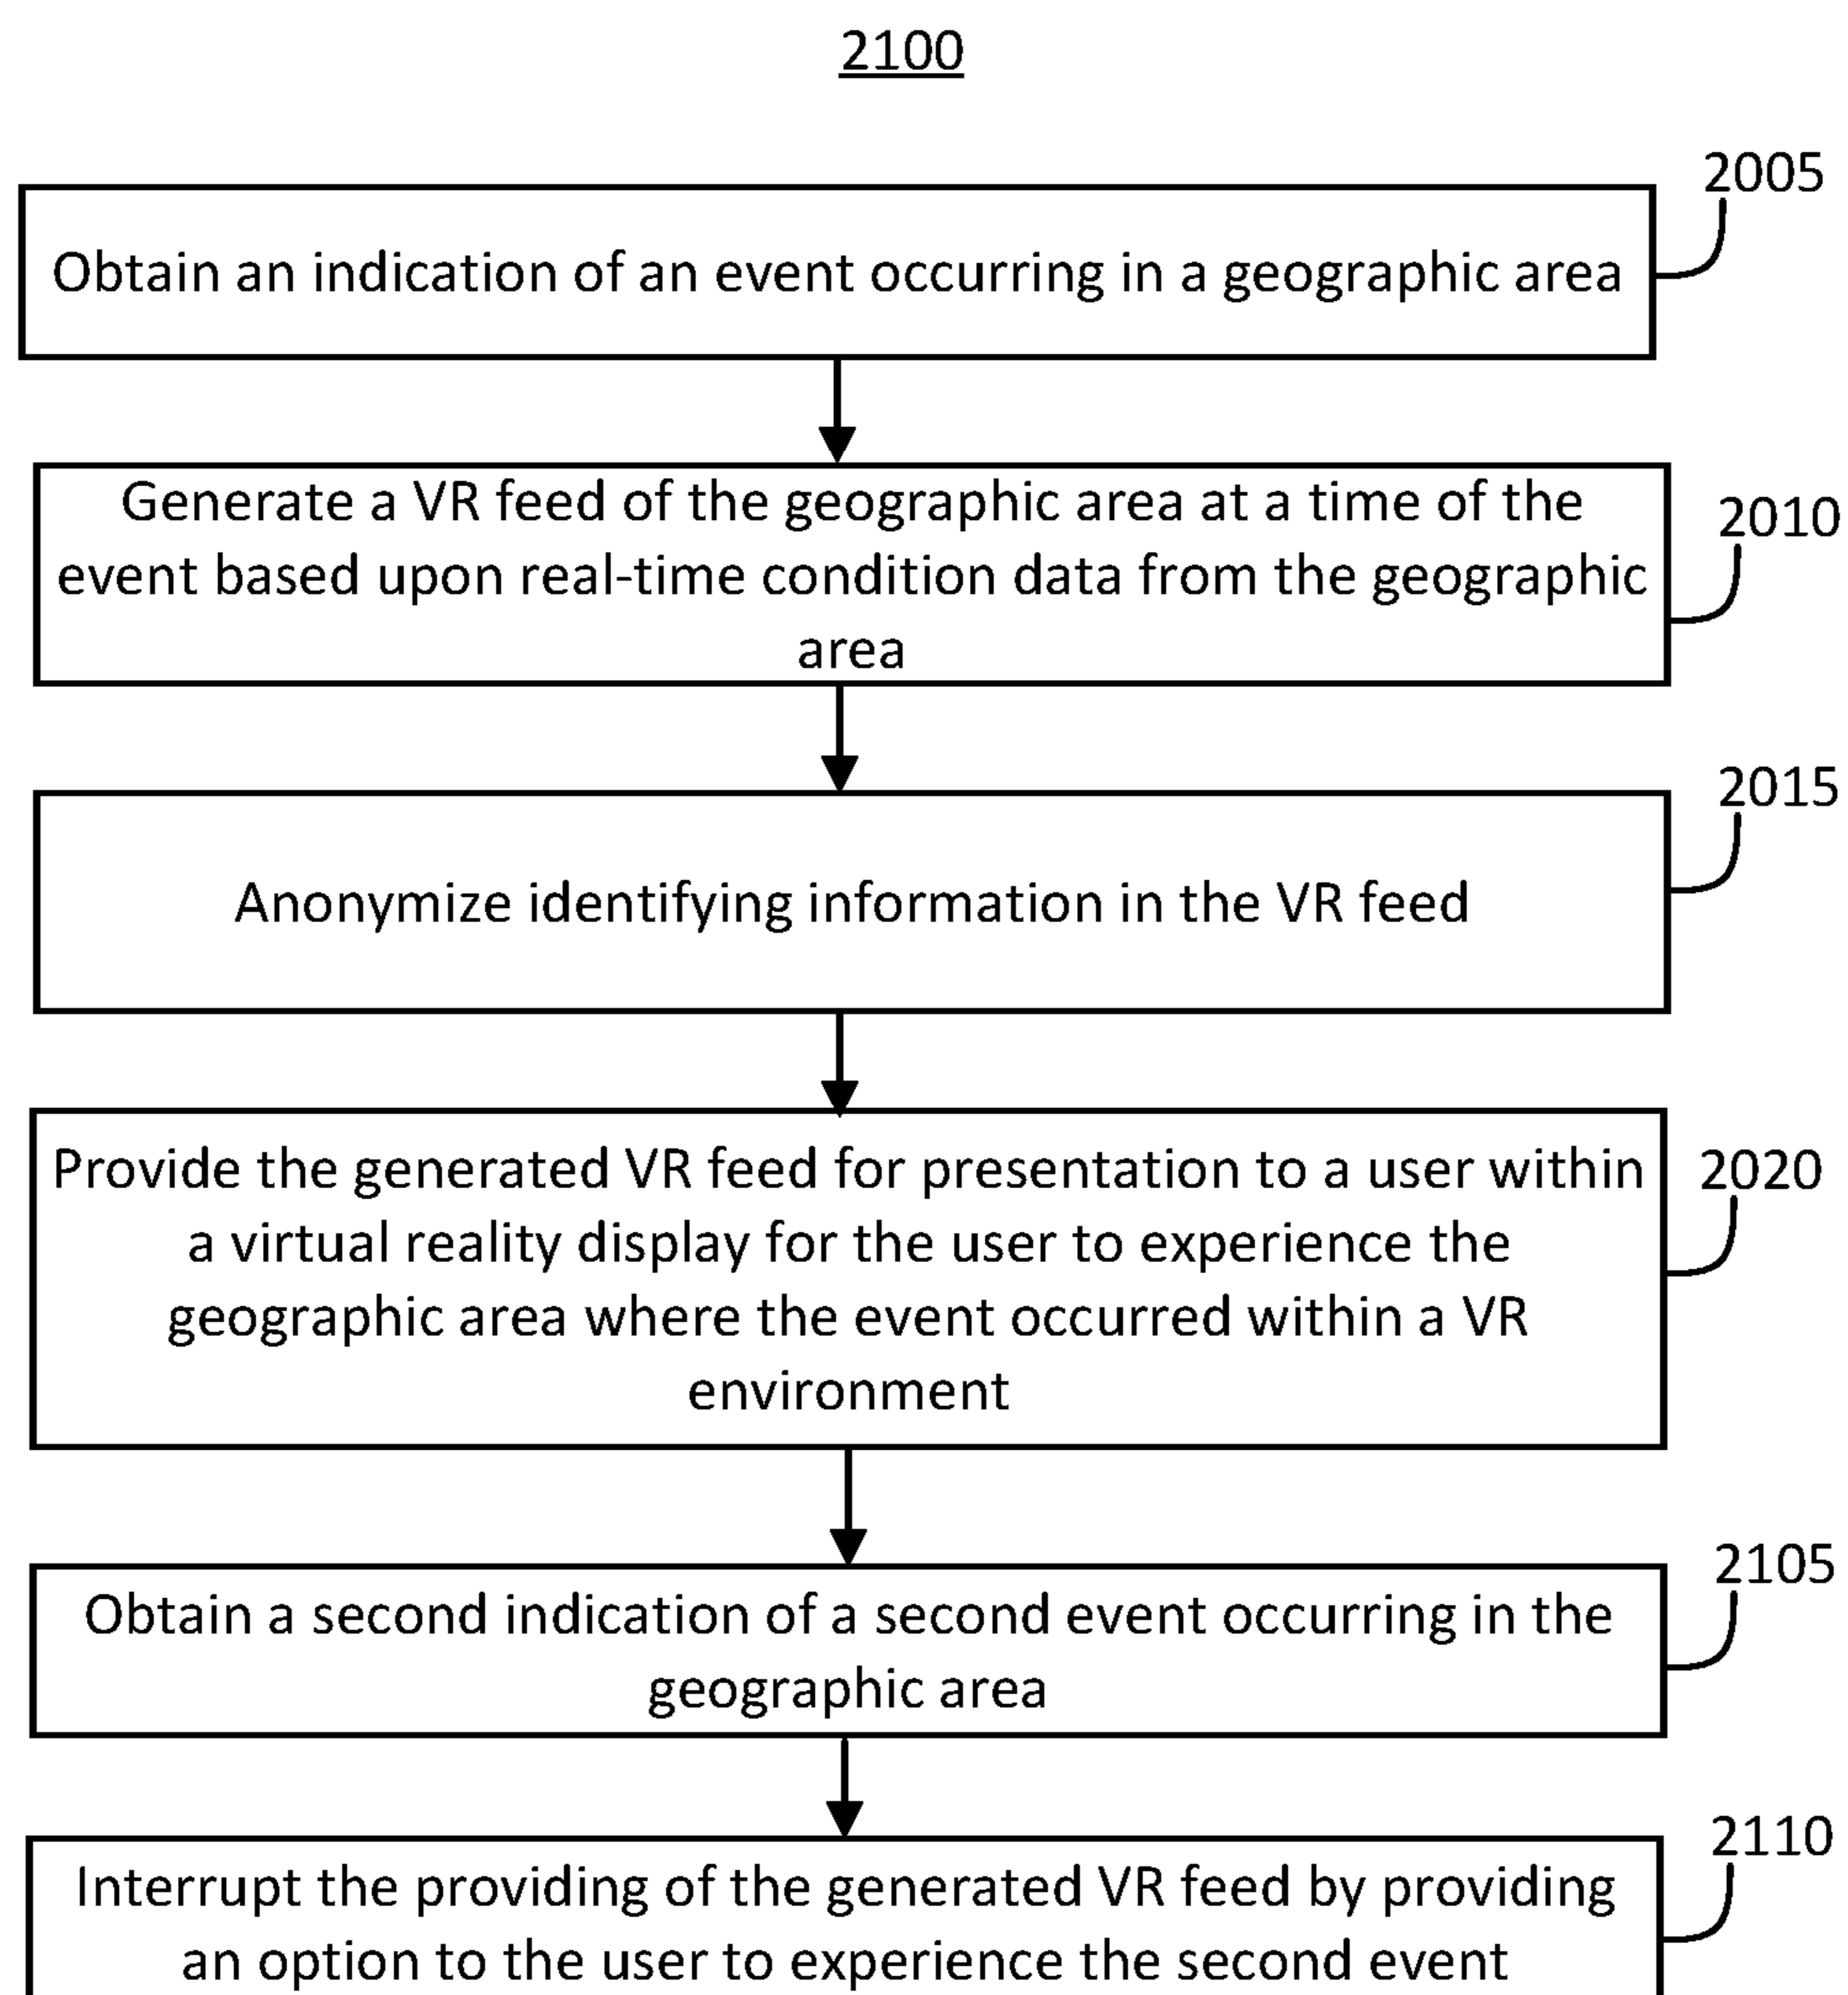 2100
2005
Obtain an indication of an event occurring in a geographic area
Generate a VR feed of the geographic area at a time of the
2010
event based upon real-time condition data from the geographic
area
2015
Anonymize identifying information in the VR feed
Provide the generated VR feed for presentation to a user within
2020
a virtual reality display for the user to experience the
geographic area where the event occurred within a VR
environment
2105
Obtain a second indication of a second event occurring in the
geographic area
2110
Interrupt the providing of the generated VR feed by providing
an option to the user to experience the second event